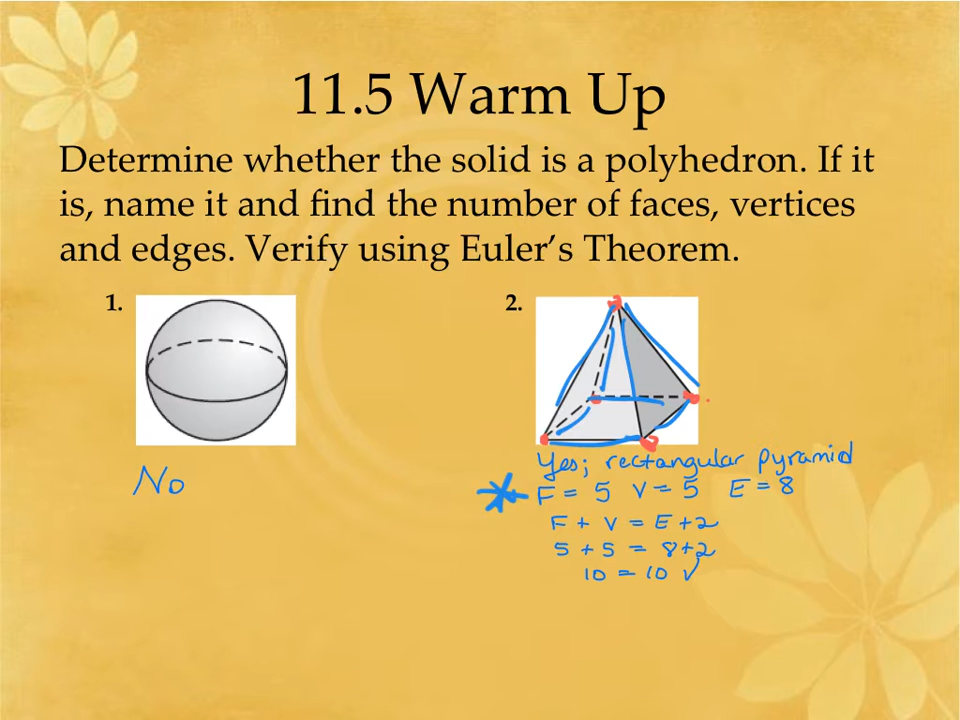 11.5 Warm Up
Determine whether the solid is a polyhedron. If it
is, name it and find the number of faces, vertices
and edges. Verify using Euler’s Theorem.
1.
No
2.
Yes; rectangular pyramid
F = 5 V = 5 E = 8
F + V = E + 2
5 + 5 = 8 + 2
10 = 10 ✓